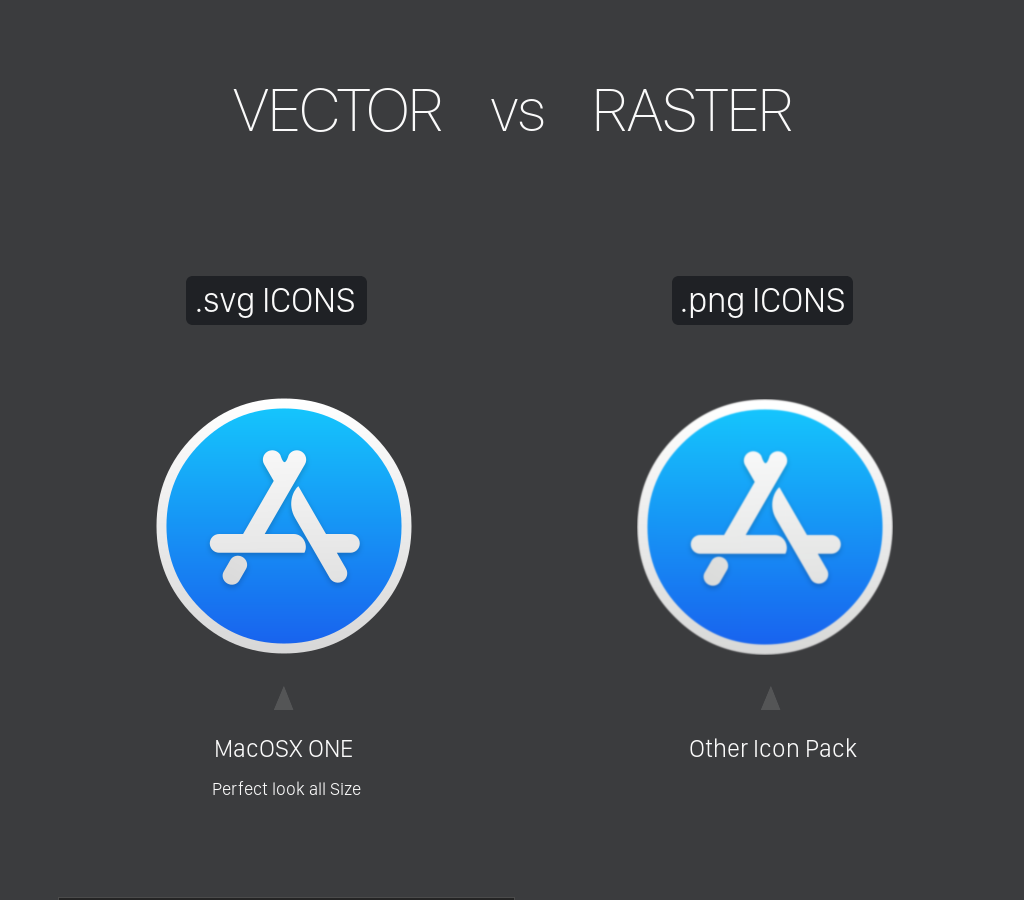 VECTOR vs RASTER
.svg ICONS
.png ICONS
MacOSX ONE
Perfect look all Size
Other Icon Pack